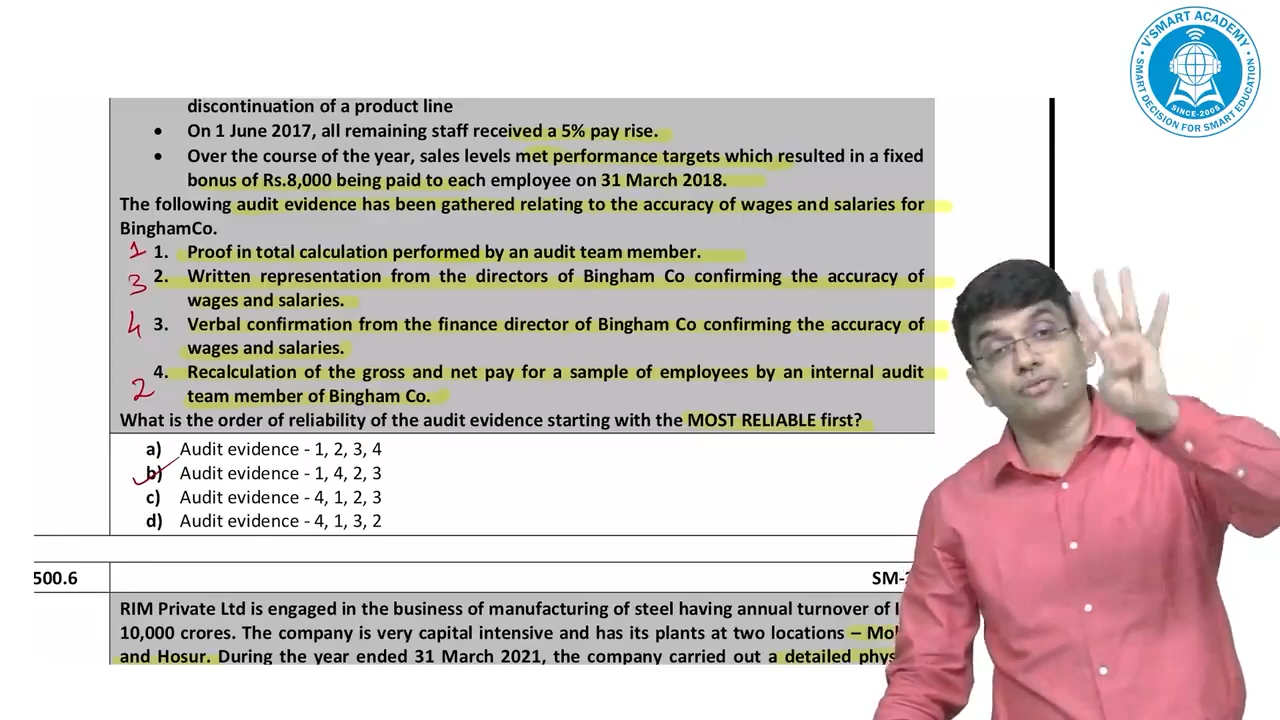 V'SMART ACADEMY
SINCE-2005
SMART DECISION FOR SMART EDUCATION
discontinuation of a product line
• On 1 June 2017, all remaining staff received a 5% pay rise.
• Over the course of the year, sales levels met performance targets which resulted in a fixed
bonus of Rs.8,000 being paid to each employee on 31 March 2018.
The following audit evidence has been gathered relating to the accuracy of wages and salaries for
BinghamCo.
1 1. Proof in total calculation performed by an audit team member.
3 2. Written representation from the directors of Bingham Co confirming the accuracy of
wages and salaries.
4 3. Verbal confirmation from the finance director of Bingham Co confirming the accuracy of
wages and salaries.
4. Recalculation of the gross and net pay for a sample of employees by an internal audit
2 team member of Bingham Co.
What is the order of reliability of the audit evidence starting with the MOST RELIABLE first?
a) Audit evidence - 1, 2, 3, 4
b) Audit evidence - 1, 4, 2, 3
c) Audit evidence - 4, 1, 2, 3
d) Audit evidence - 4, 1, 3, 2
500.6 SM-
RIM Private Ltd is engaged in the business of manufacturing of steel having annual turnover of
10,000 crores. The company is very capital intensive and has its plants at two locations –
and Hosur. During the year ended 31 March 2021, the company carried out a detailed